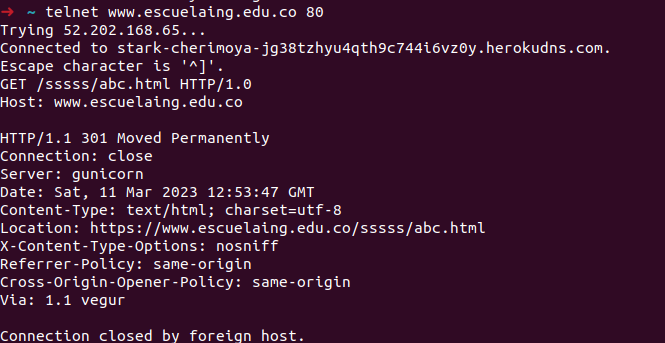 ➜ ~ telnet www.escuelaing.edu.co 80
Trying 52.202.168.65...
Connected to stark-cherimoya-jg38tzhyu4qth9c744i6vz0y.herokudns.com.
Escape character is '^]'.
GET /sssss/abc.html HTTP/1.0
Host: www.escuelaing.edu.co

HTTP/1.1 301 Moved Permanently
Connection: close
Server: gunicorn
Date: Sat, 11 Mar 2023 12:53:47 GMT
Content-Type: text/html; charset=utf-8
Location: https://www.escuelaing.edu.co/sssss/abc.html
X-Content-Type-Options: nosniff
Referrer-Policy: same-origin
Cross-Origin-Opener-Policy: same-origin
Via: 1.1 vegur

Connection closed by foreign host.